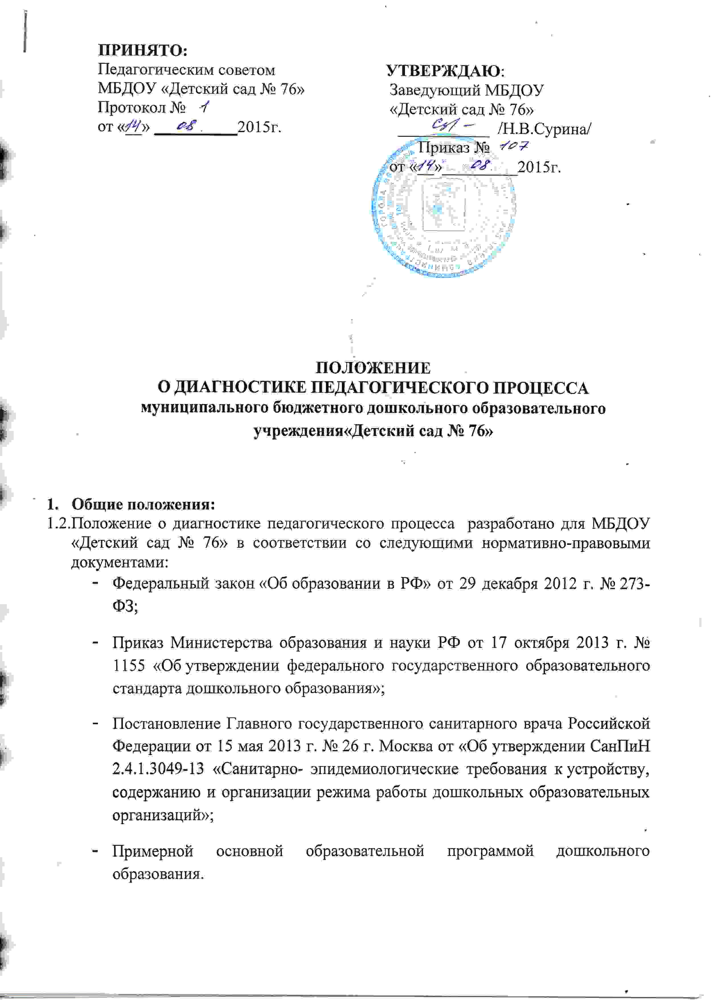 ПРИНЯТО:
Педагогическим советом
МБДОУ «Детский сад № 76»
Протокол № 1
от «14» 08. 2015г.
УТВЕРЖДАЮ:
Заведующий МБДОУ
«Детский сад № 76»
/Н.В.Сурина/
Приказ № 107
от «14» 08. 2015г.
ПОЛОЖЕНИЕ
О ДИАГНОСТИКЕ ПЕДАГОГИЧЕСКОГО ПРОЦЕССА
муниципального бюджетного дошкольного образовательного
учреждения«Детский сад № 76»
1. Общие положения:
1.2.Положение о диагностике педагогического процесса разработано для МБДОУ
«Детский сад № 76» в соответствии со следующими нормативно-правовыми
документами:
- Федеральный закон «Об образовании в РФ» от 29 декабря 2012 г. № 273-
ФЗ;
- Приказ Министерства образования и науки РФ от 17 октября 2013 г. №
1155 «Об утверждении федерального государственного образовательного
стандарта дошкольного образования»;
- Постановление Главного государственного санитарного врача Российской
Федерации от 15 мая 2013 г. № 26 г. Москва от «Об утверждении СанПиН
2.4.1.3049-13 «Санитарно- эпидемиологические требования к устройству,
содержанию и организации режима работы дошкольных образовательных
организаций»;
- Примерной основной образовательной программой дошкольного
образования.